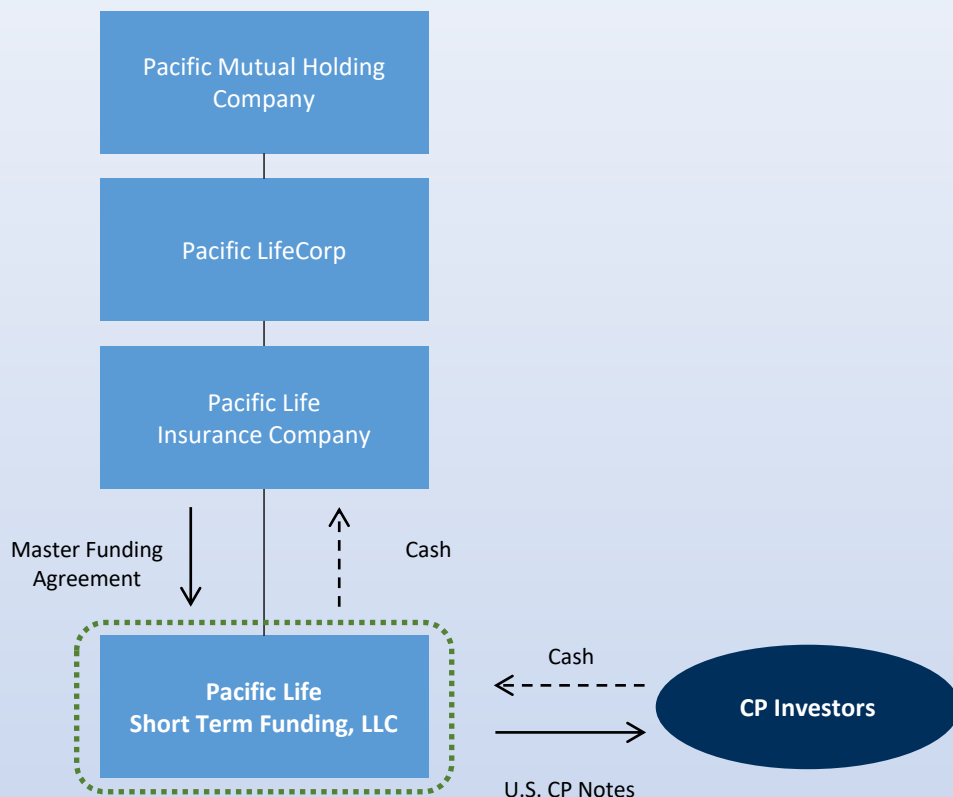 Pacific Mutual Holding
Company
Pacific LifeCorp
Pacific Life
Insurance Company
Master Funding
Agreement
Cash
Pacific Life
Short Term Funding, LLC
Cash
CP Investors
U.S. CP Notes